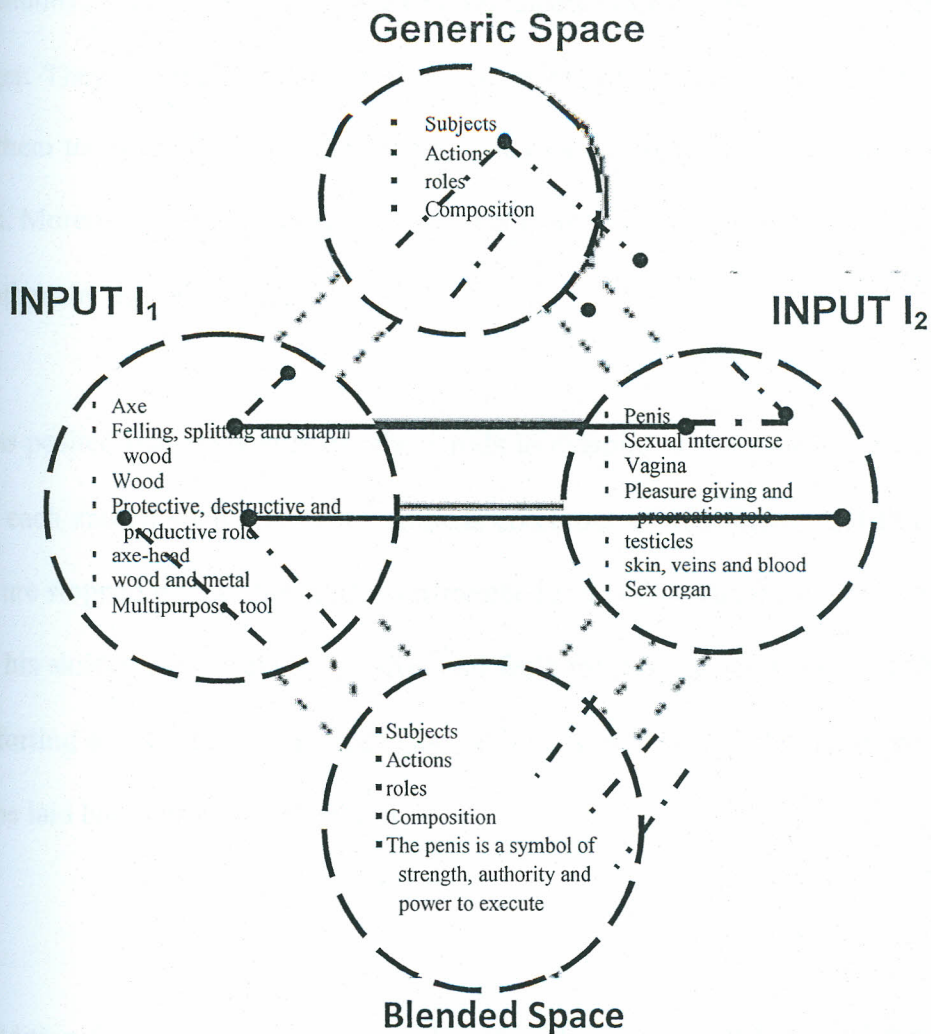 Generic Space
▪ Subjects
▪ Actions
▪ roles
▪ Composition
INPUT I₁
▪ Axe
▪ Felling, splitting and shapin
wood
▪ Wood
▪ Protective, destructive and
productive role
▪ axe-head
▪ wood and metal
▪ Multipurpose tool
INPUT I₂
▪ Penis
▪ Sexual intercourse
▪ Vagina
▪ Pleasure giving and
procreation role
▪ testicles
▪ skin, veins and blood
▪ Sex organ
▪ Subjects
▪ Actions
▪ roles
▪ Composition
▪ The penis is a symbol of
strength, authority and
power to execute
Blended Space